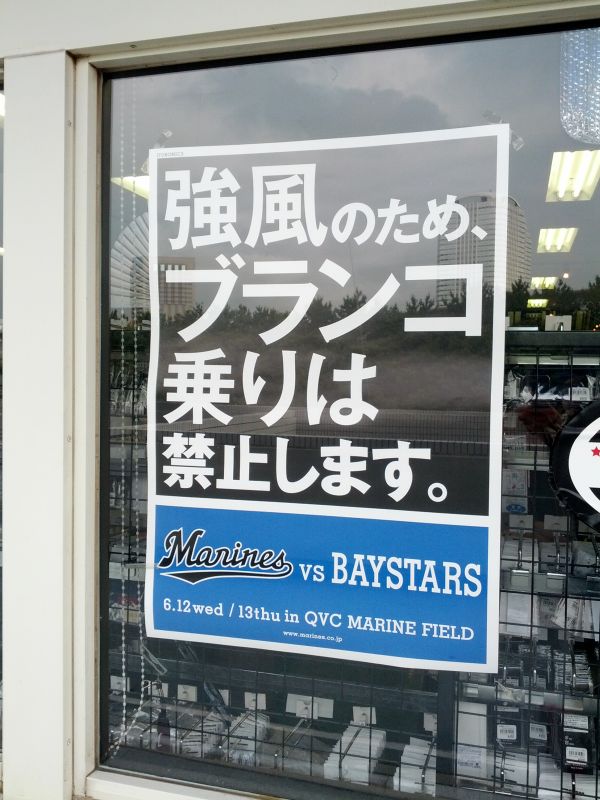 強風のため、
ブランコ
乗りは
禁止します。
Marines vs BAYSTARS
6.12wed / 13thu in QVC MARINE FIELD
www.marines.co.jp